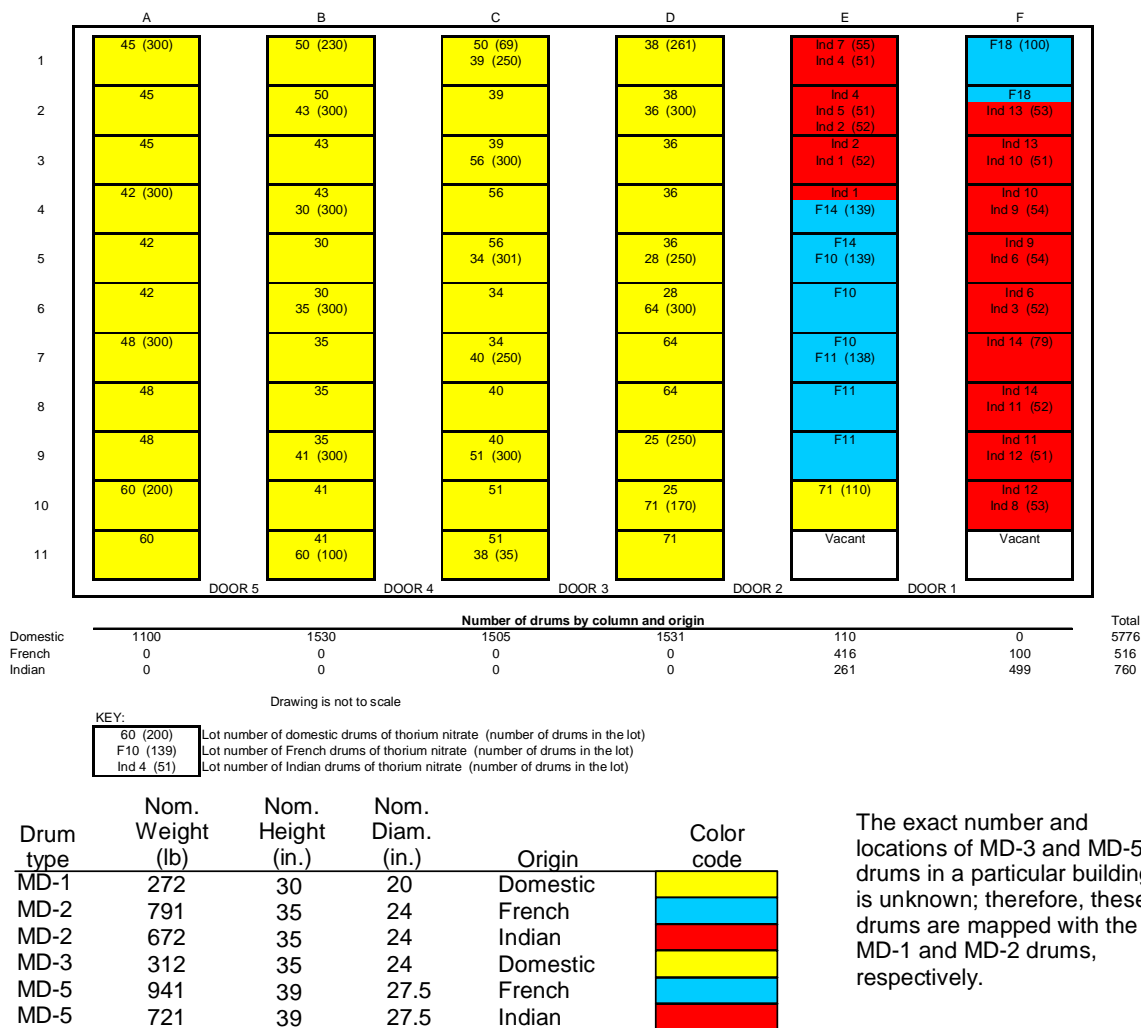 A B C D E F
1
45 (300) 50 (230) 50 (69) 38 (261) Ind 7 (55) F18 (100)
39 (250) Ind 4 (51)
2
45 50 39 38 Ind 4 F18
43 (300) 36 (300) Ind 5 (51) Ind 13 (53)
Ind 2 (52)
3
45 43 39 36 Ind 2 Ind 13
56 (300) Ind 1 (52) Ind 10 (51)
4
42 (300) 43 56 36 Ind 1 Ind 10
30 (300) F14 (139) Ind 9 (54)
5
42 30 56 36 F14 Ind 9
34 (301) 28 (250) F10 (139) Ind 6 (54)
6
42 30 34 28 F10 Ind 6
35 (300) 64 (300) Ind 3 (52)
7
48 (300) 35 34 64 F10 Ind 14 (79)
40 (250) F11 (138)
8
48 35 40 64 F11 Ind 14
Ind 11 (52)
9
48 35 40 25 (250) F11 Ind 11
41 (300) 51 (300) Ind 12 (51)
10
60 (200) 41 51 25 71 (110) Ind 12
71 (170) Ind 8 (53)
11
60 41 51 71 Vacant Vacant
60 (100) 38 (35)
DOOR 5 DOOR 4 DOOR 3 DOOR 2 DOOR 1
Number of drums by column and origin Total
Domestic 1100 1530 1505 1531 110 0 5776
French 0 0 0 0 416 100 516
Indian 0 0 0 0 261 499 760
Drawing is not to scale
KEY:
60 (200) Lot number of domestic drums of thorium nitrate (number of drums in the lot)
F10 (139) Lot number of French drums of thorium nitrate (number of drums in the lot)
Ind 4 (51) Lot number of Indian drums of thorium nitrate (number of drums in the lot)
Drum type Nom. Weight (lb) Nom. Height (in.) Nom. Diam. (in.) Origin Color code
MD-1 272 30 20 Domestic
MD-2 791 35 24 French
MD-2 672 35 24 Indian
MD-3 312 35 24 Domestic
MD-5 941 39 27.5 French
MD-5 721 39 27.5 Indian
The exact number and
locations of MD-3 and MD-5
drums in a particular building
is unknown; therefore, these
drums are mapped with the
MD-1 and MD-2 drums,
respectively.